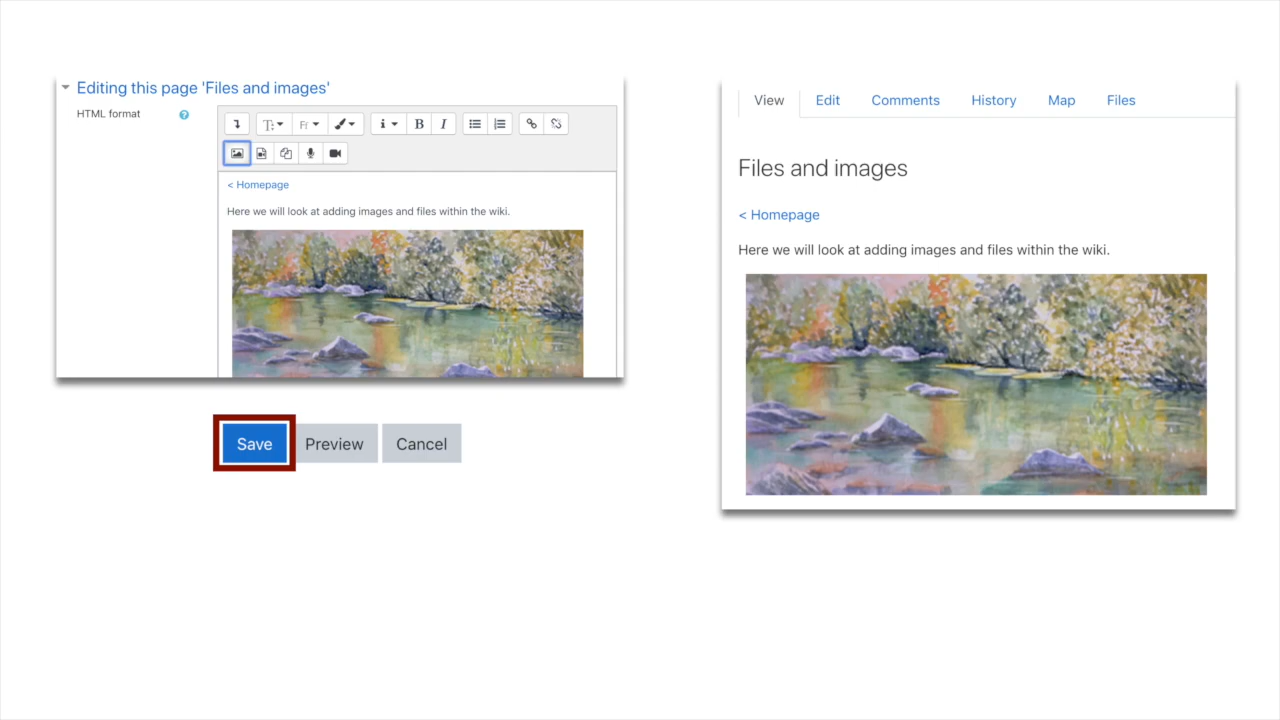 Editing this page 'Files and images'
HTML format
< Homepage
Here we will look at adding images and files within the wiki.
Save Preview Cancel
View Edit Comments History Map Files
Files and images
< Homepage
Here we will look at adding images and files within the wiki.